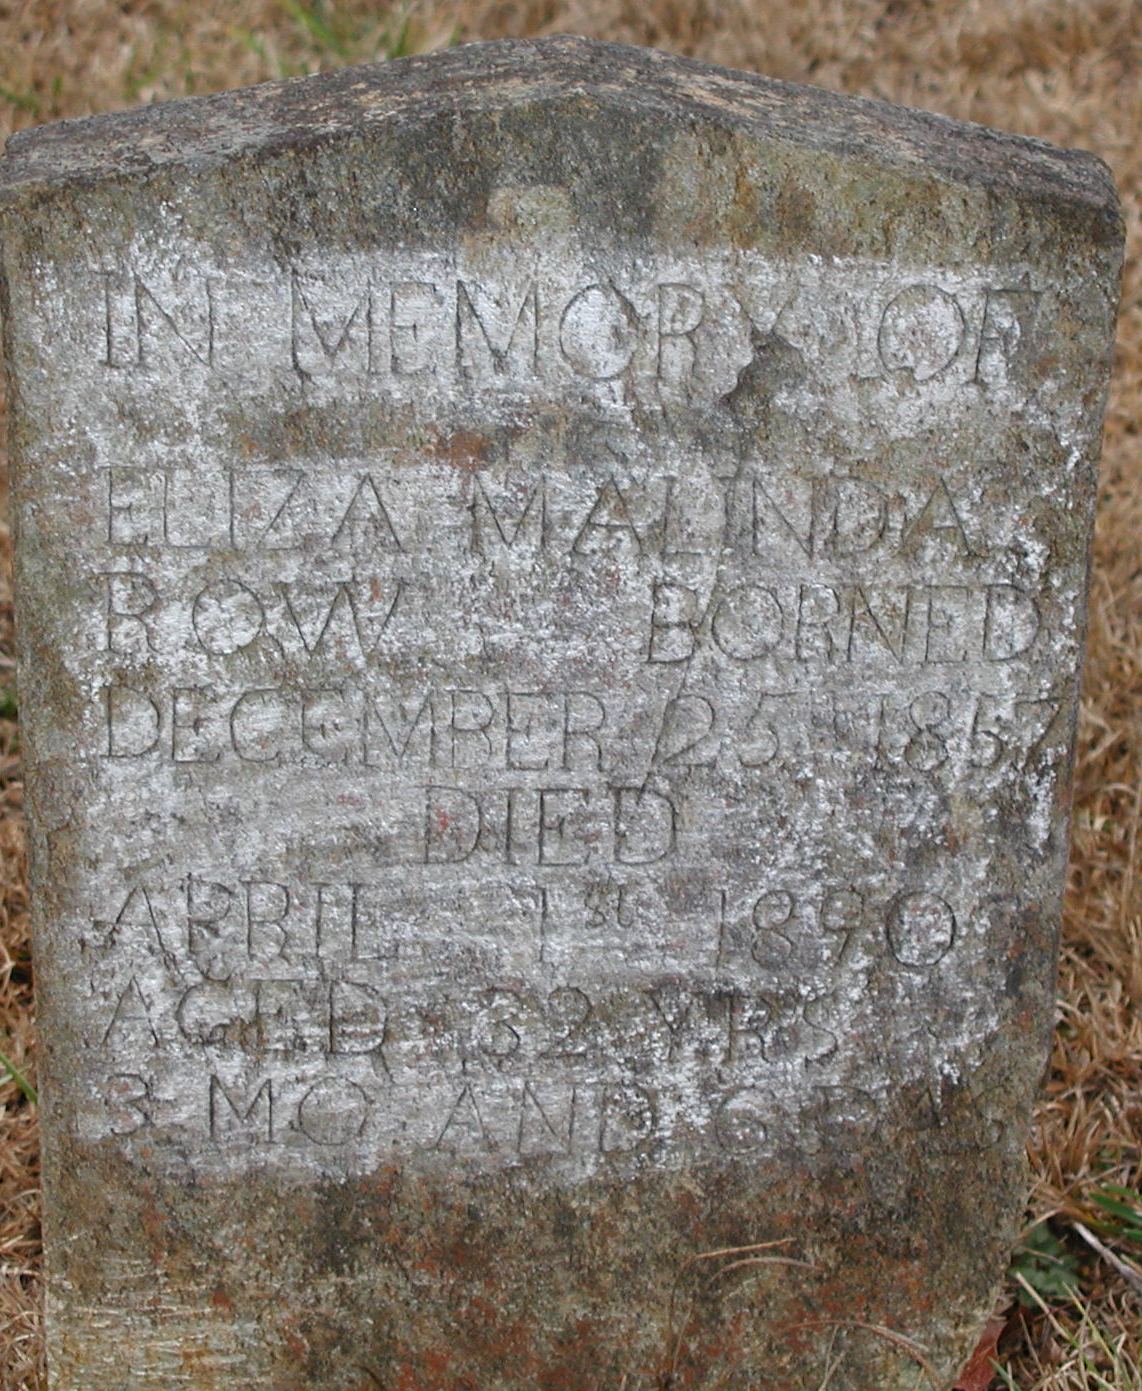 IN MEMORY OF
ELIZA MALINDA
ROW BORNED
DECEMBER 25 1857
DIED
APRIL 1st 1890
AGED 32 YRS
3 MO AND 6 DAS